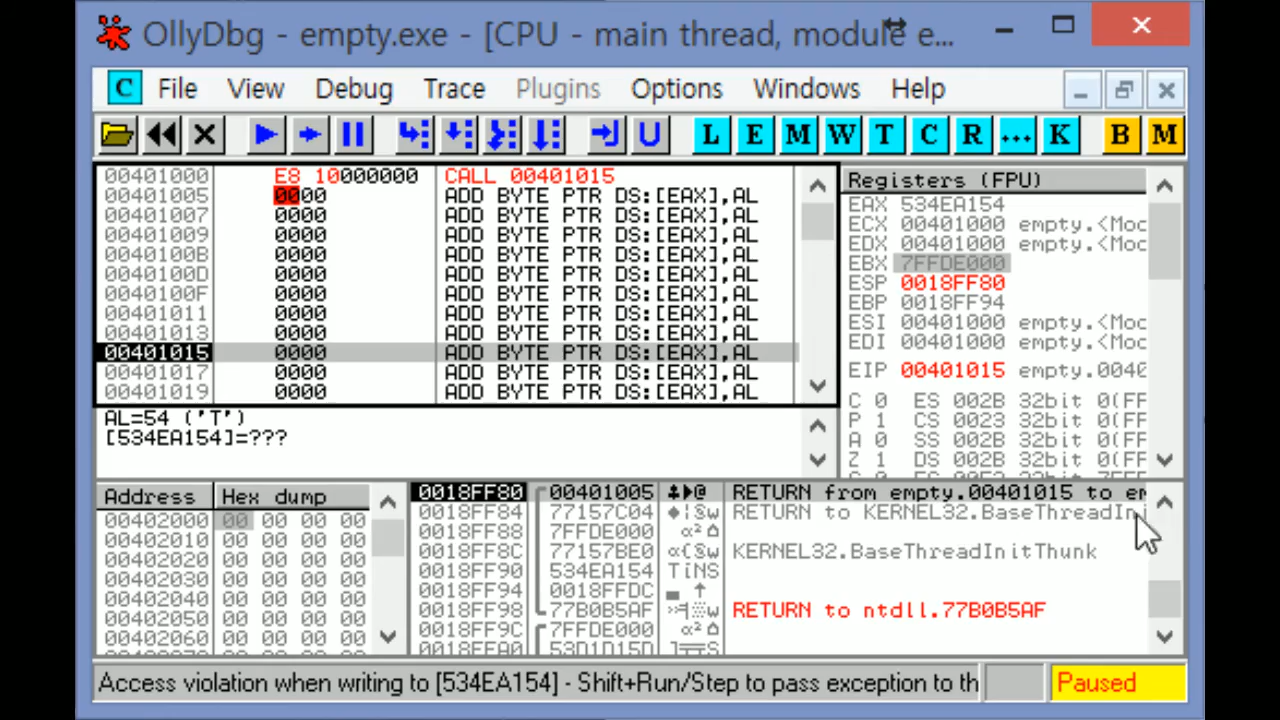 OllyDbg - empty.exe - [CPU - main thread, module e...
C File View Debug Trace Plugins Options Windows Help
L E M W T C R ... K B M
00401000 E8 10000000 CALL 00401015
00401005 0000 ADD BYTE PTR DS:[EAX],AL
00401007 0000 ADD BYTE PTR DS:[EAX],AL
00401009 0000 ADD BYTE PTR DS:[EAX],AL
0040100B 0000 ADD BYTE PTR DS:[EAX],AL
0040100D 0000 ADD BYTE PTR DS:[EAX],AL
0040100F 0000 ADD BYTE PTR DS:[EAX],AL
00401011 0000 ADD BYTE PTR DS:[EAX],AL
00401013 0000 ADD BYTE PTR DS:[EAX],AL
00401015 0000 ADD BYTE PTR DS:[EAX],AL
00401017 0000 ADD BYTE PTR DS:[EAX],AL
00401019 0000 ADD BYTE PTR DS:[EAX],AL
AL=54 ('T')
[534EA154]=???
Registers (FPU)
EAX 534EA154
ECX 00401000 empty.<Moc
EDX 00401000 empty.<Moc
EBX 7FFDE000
ESP 0018FF80
EBP 0018FF94
ESI 00401000 empty.<Moc
EDI 00401000 empty.<Moc
EIP 00401015 empty.0040
C 0 ES 002B 32bit 0(FF
P 1 CS 0023 32bit 0(FF
A 0 SS 002B 32bit 0(FF
Z 1 DS 002B 32bit 0(FF
Address Hex dump
00402000 00 00 00 00
00402010 00 00 00 00
00402020 00 00 00 00
00402030 00 00 00 00
00402040 00 00 00 00
00402050 00 00 00 00
00402060 00 00 00 00
0018FF80 00401005 RETURN from empty.00401015 to em
0018FF84 77157C04 RETURN to KERNEL32.BaseThreadIni
0018FF88 7FFDE000
0018FF8C 77157BE0 KERNEL32.BaseThreadInitThunk
0018FF90 534EA154 TíNS
0018FF94 0018FFDC
0018FF98 77B0B5AF RETURN to ntdll.77B0B5AF
0018FF9C 7FFDE000
0018FFA0 53D1D15D
Access violation when writing to [534EA154] - Shift+Run/Step to pass exception to th
Paused